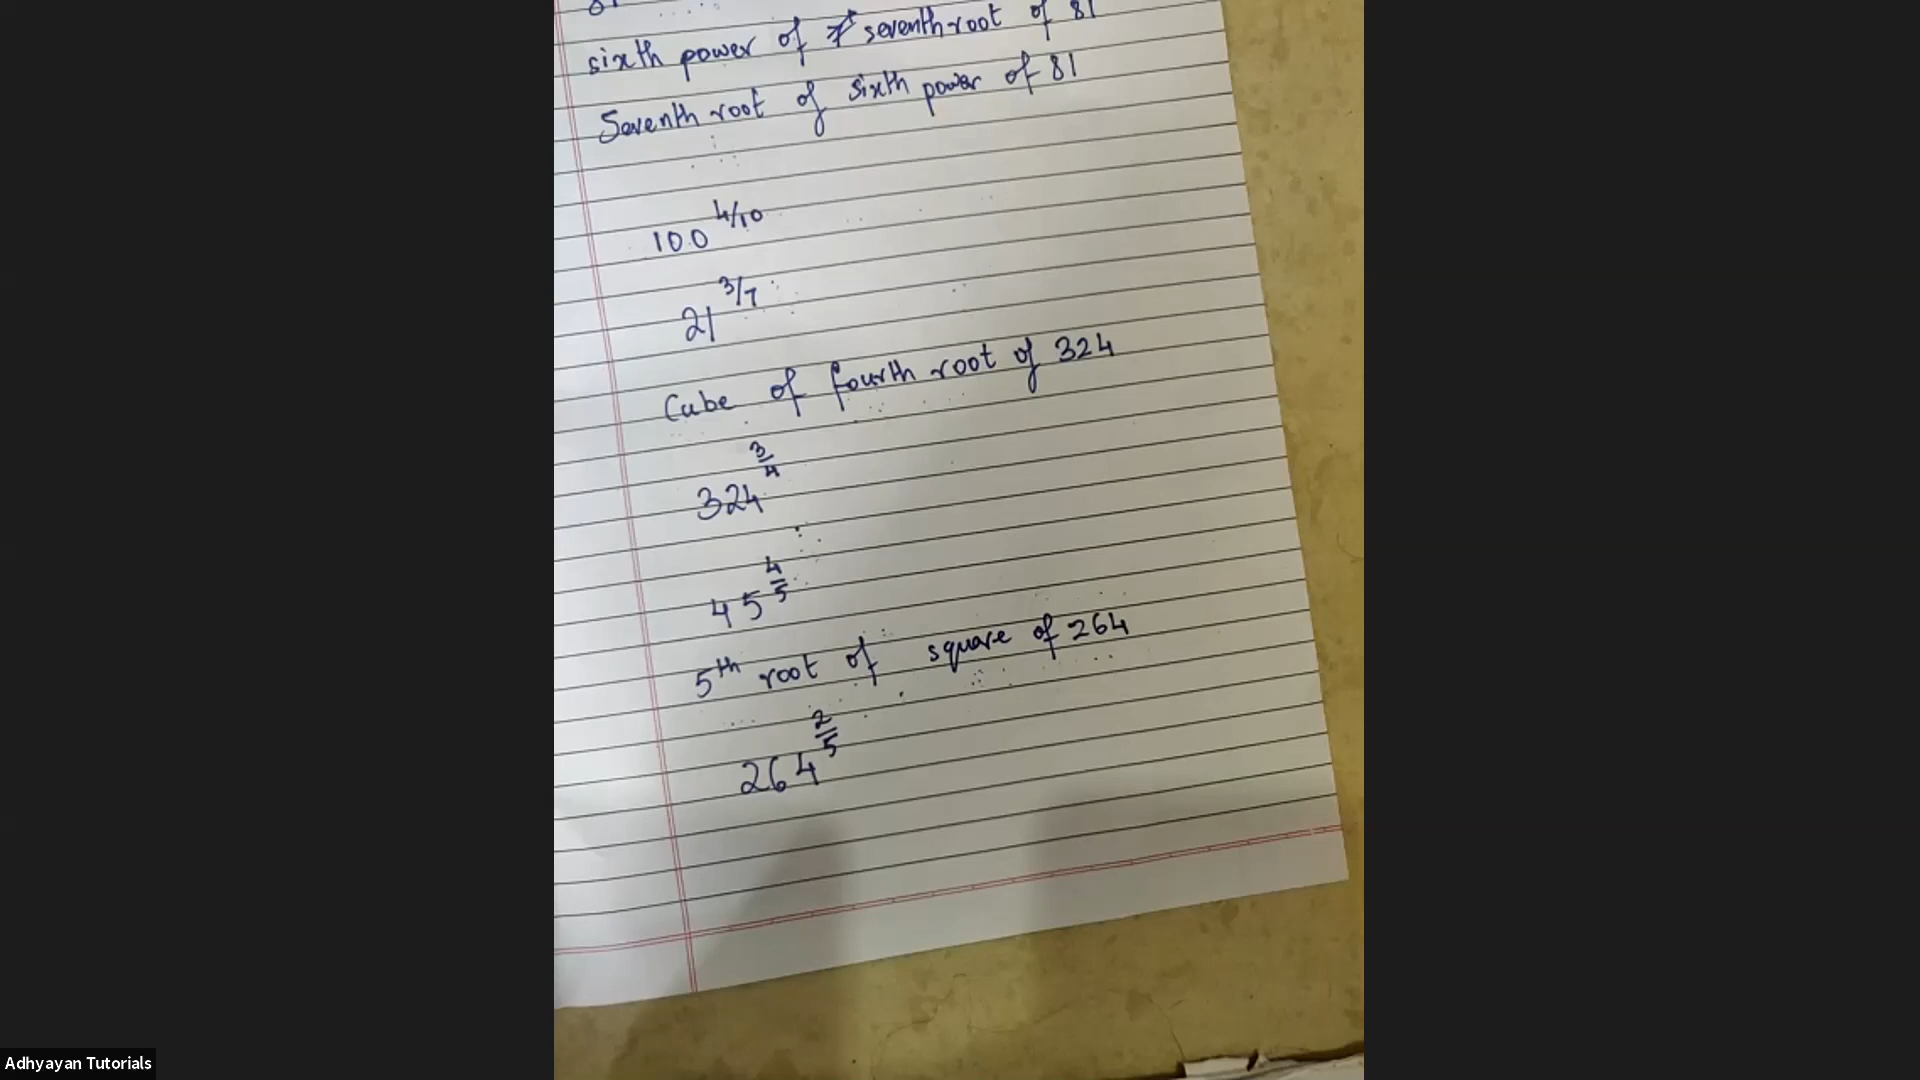 sixth power of seventh root of 81
Seventh root of sixth power of 81
100^4/10
21^3/7
Cube of fourth root of 324
324^3/4
45^4/5
5th root of square of 264
264^2/5
Adhyayan Tutorials